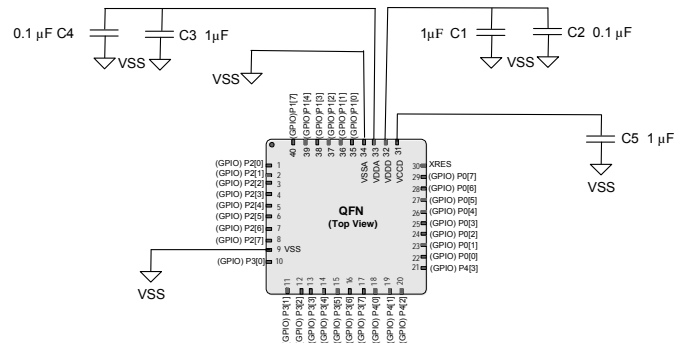 0.1 µF C4
C3 1µF
1µF C1
C2 0.1 µF
VSS
VSS
VSS
C5 1 µF
VSS
(GPIO)P1[7]
(GPIO)P1[4]
(GPIO)P1[3]
(GPIO)P1[2]
(GPIO)P1[1]
(GPIO)P1[0]
40
39
38
37
36
35
34
33
32
31
VSSA
VDDA
VDDD
VCCD
(GPIO) P2[0] 1
(GPIO) P2[1] 2
(GPIO) P2[2] 3
(GPIO) P2[3] 4
(GPIO) P2[4] 5
(GPIO) P2[5] 6
(GPIO) P2[6] 7
(GPIO) P2[7] 8
9 VSS
(GPIO) P3[0] 10
QFN
(Top View)
30 XRES
29 (GPIO) P0[7]
28 (GPIO) P0[6]
27 (GPIO) P0[5]
26 (GPIO) P0[4]
25 (GPIO) P0[3]
24 (GPIO) P0[2]
23 (GPIO) P0[1]
22 (GPIO) P0[0]
21 (GPIO) P4[3]
VSS
11
12
13
14
15
16
17
18
19
20
GPIO) P3[1]
GPIO) P3[2]
GPIO) P3[3]
GPIO) P3[4]
GPIO) P3[5]
GPIO) P3[6]
GPIO) P3[7]
GPIO) P4[0]
GPIO) P4[1]
GPIO) P4[2]